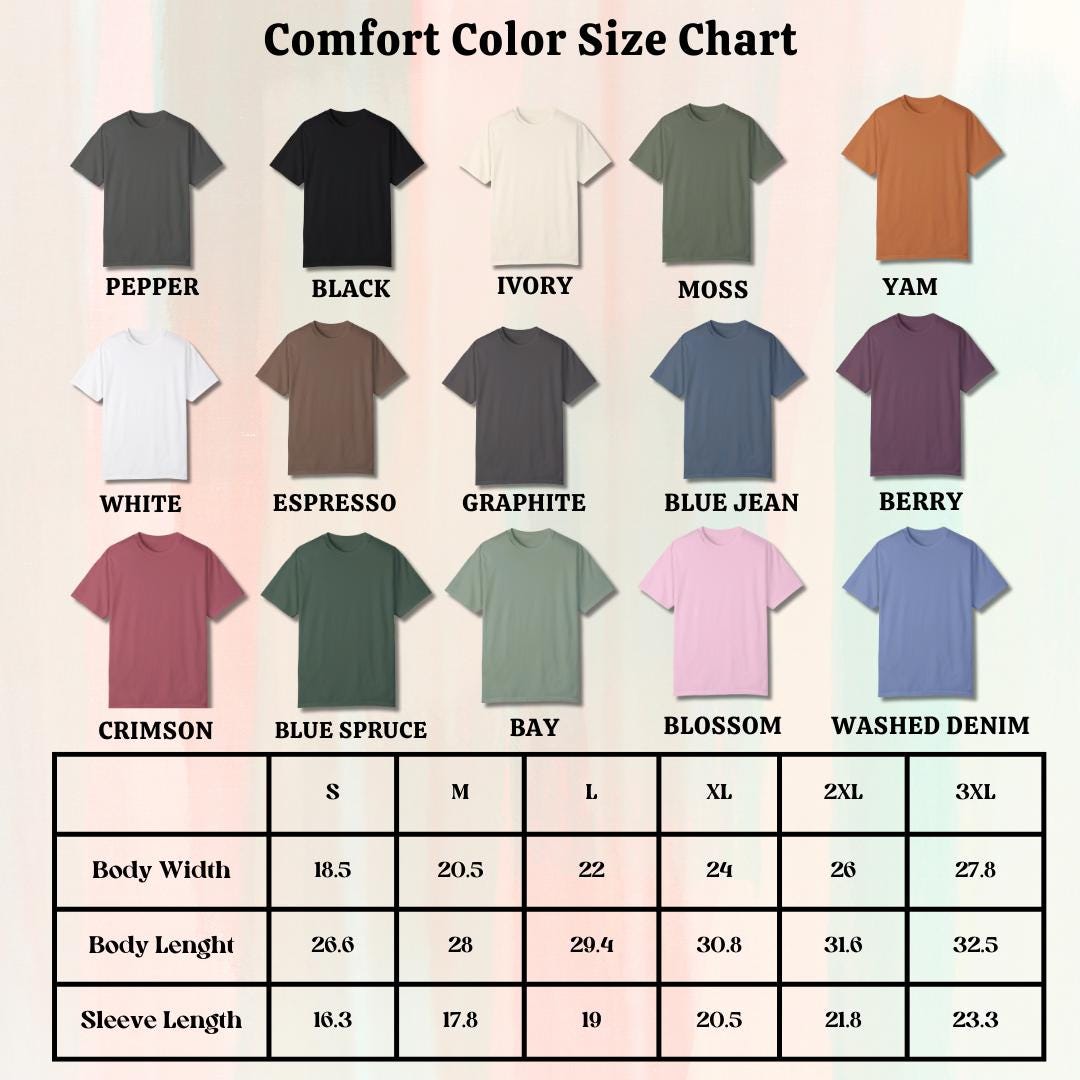 Comfort Color Size Chart
PEPPER BLACK IVORY MOSS YAM
WHITE ESPRESSO GRAPHITE BLUE JEAN BERRY
CRIMSON BLUE SPRUCE BAY BLOSSOM WASHED DENIM
S M L XL 2XL 3XL
Body Width 18.5 20.5 22 24 26 27.8
Body Lenght 26.6 28 29.4 30.8 31.6 32.5
Sleeve Length 16.3 17.8 19 20.5 21.8 23.3